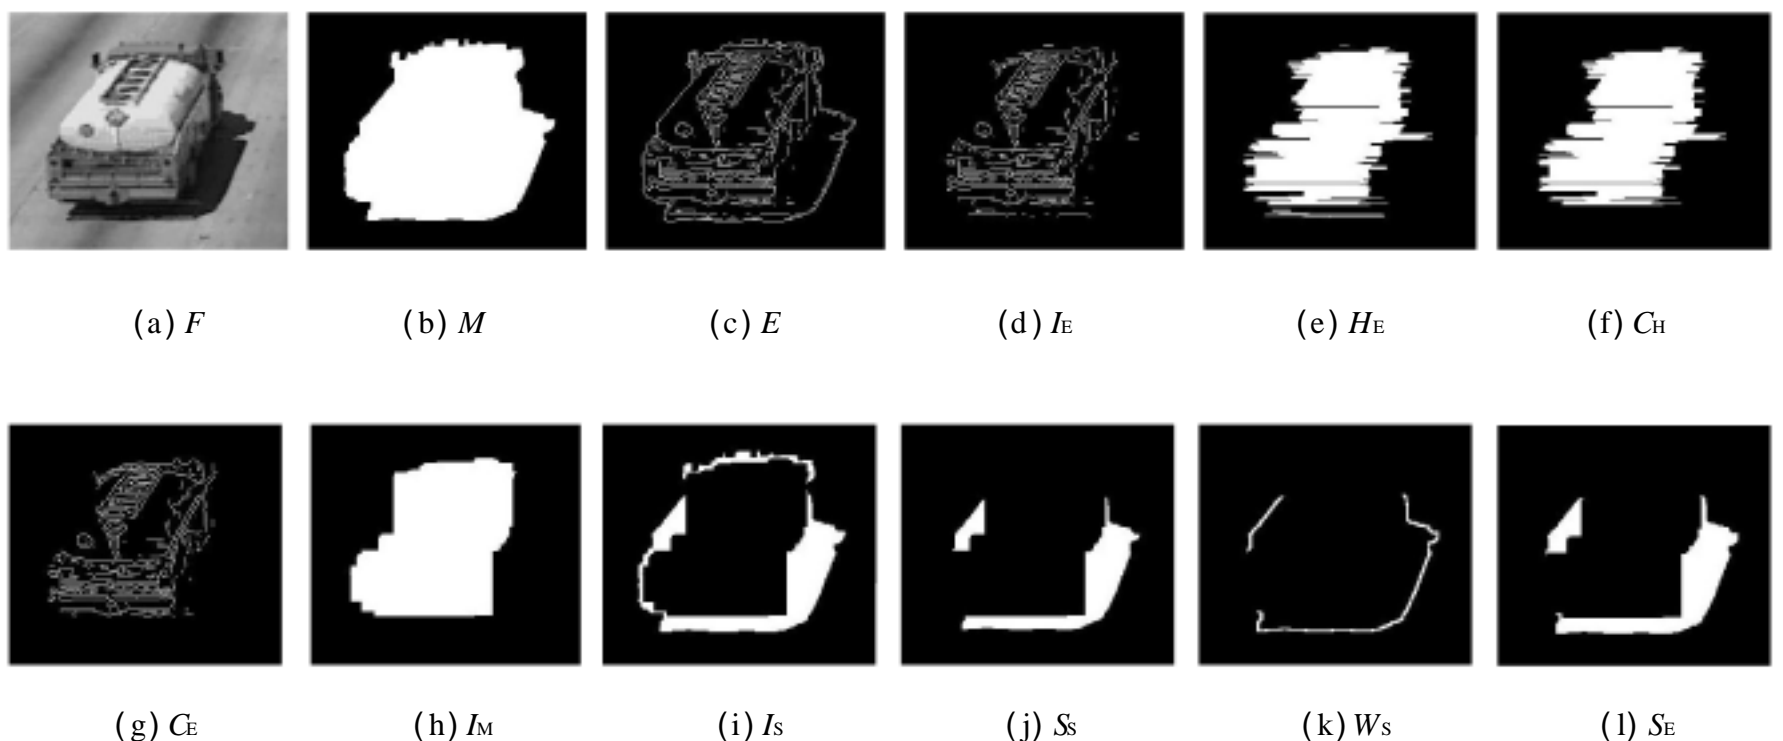 (a) F (b) M (c) E (d) IE (e) HE (f) CH
(g) CE (h) IM (i) IS (j) SS (k) WS (l) SE